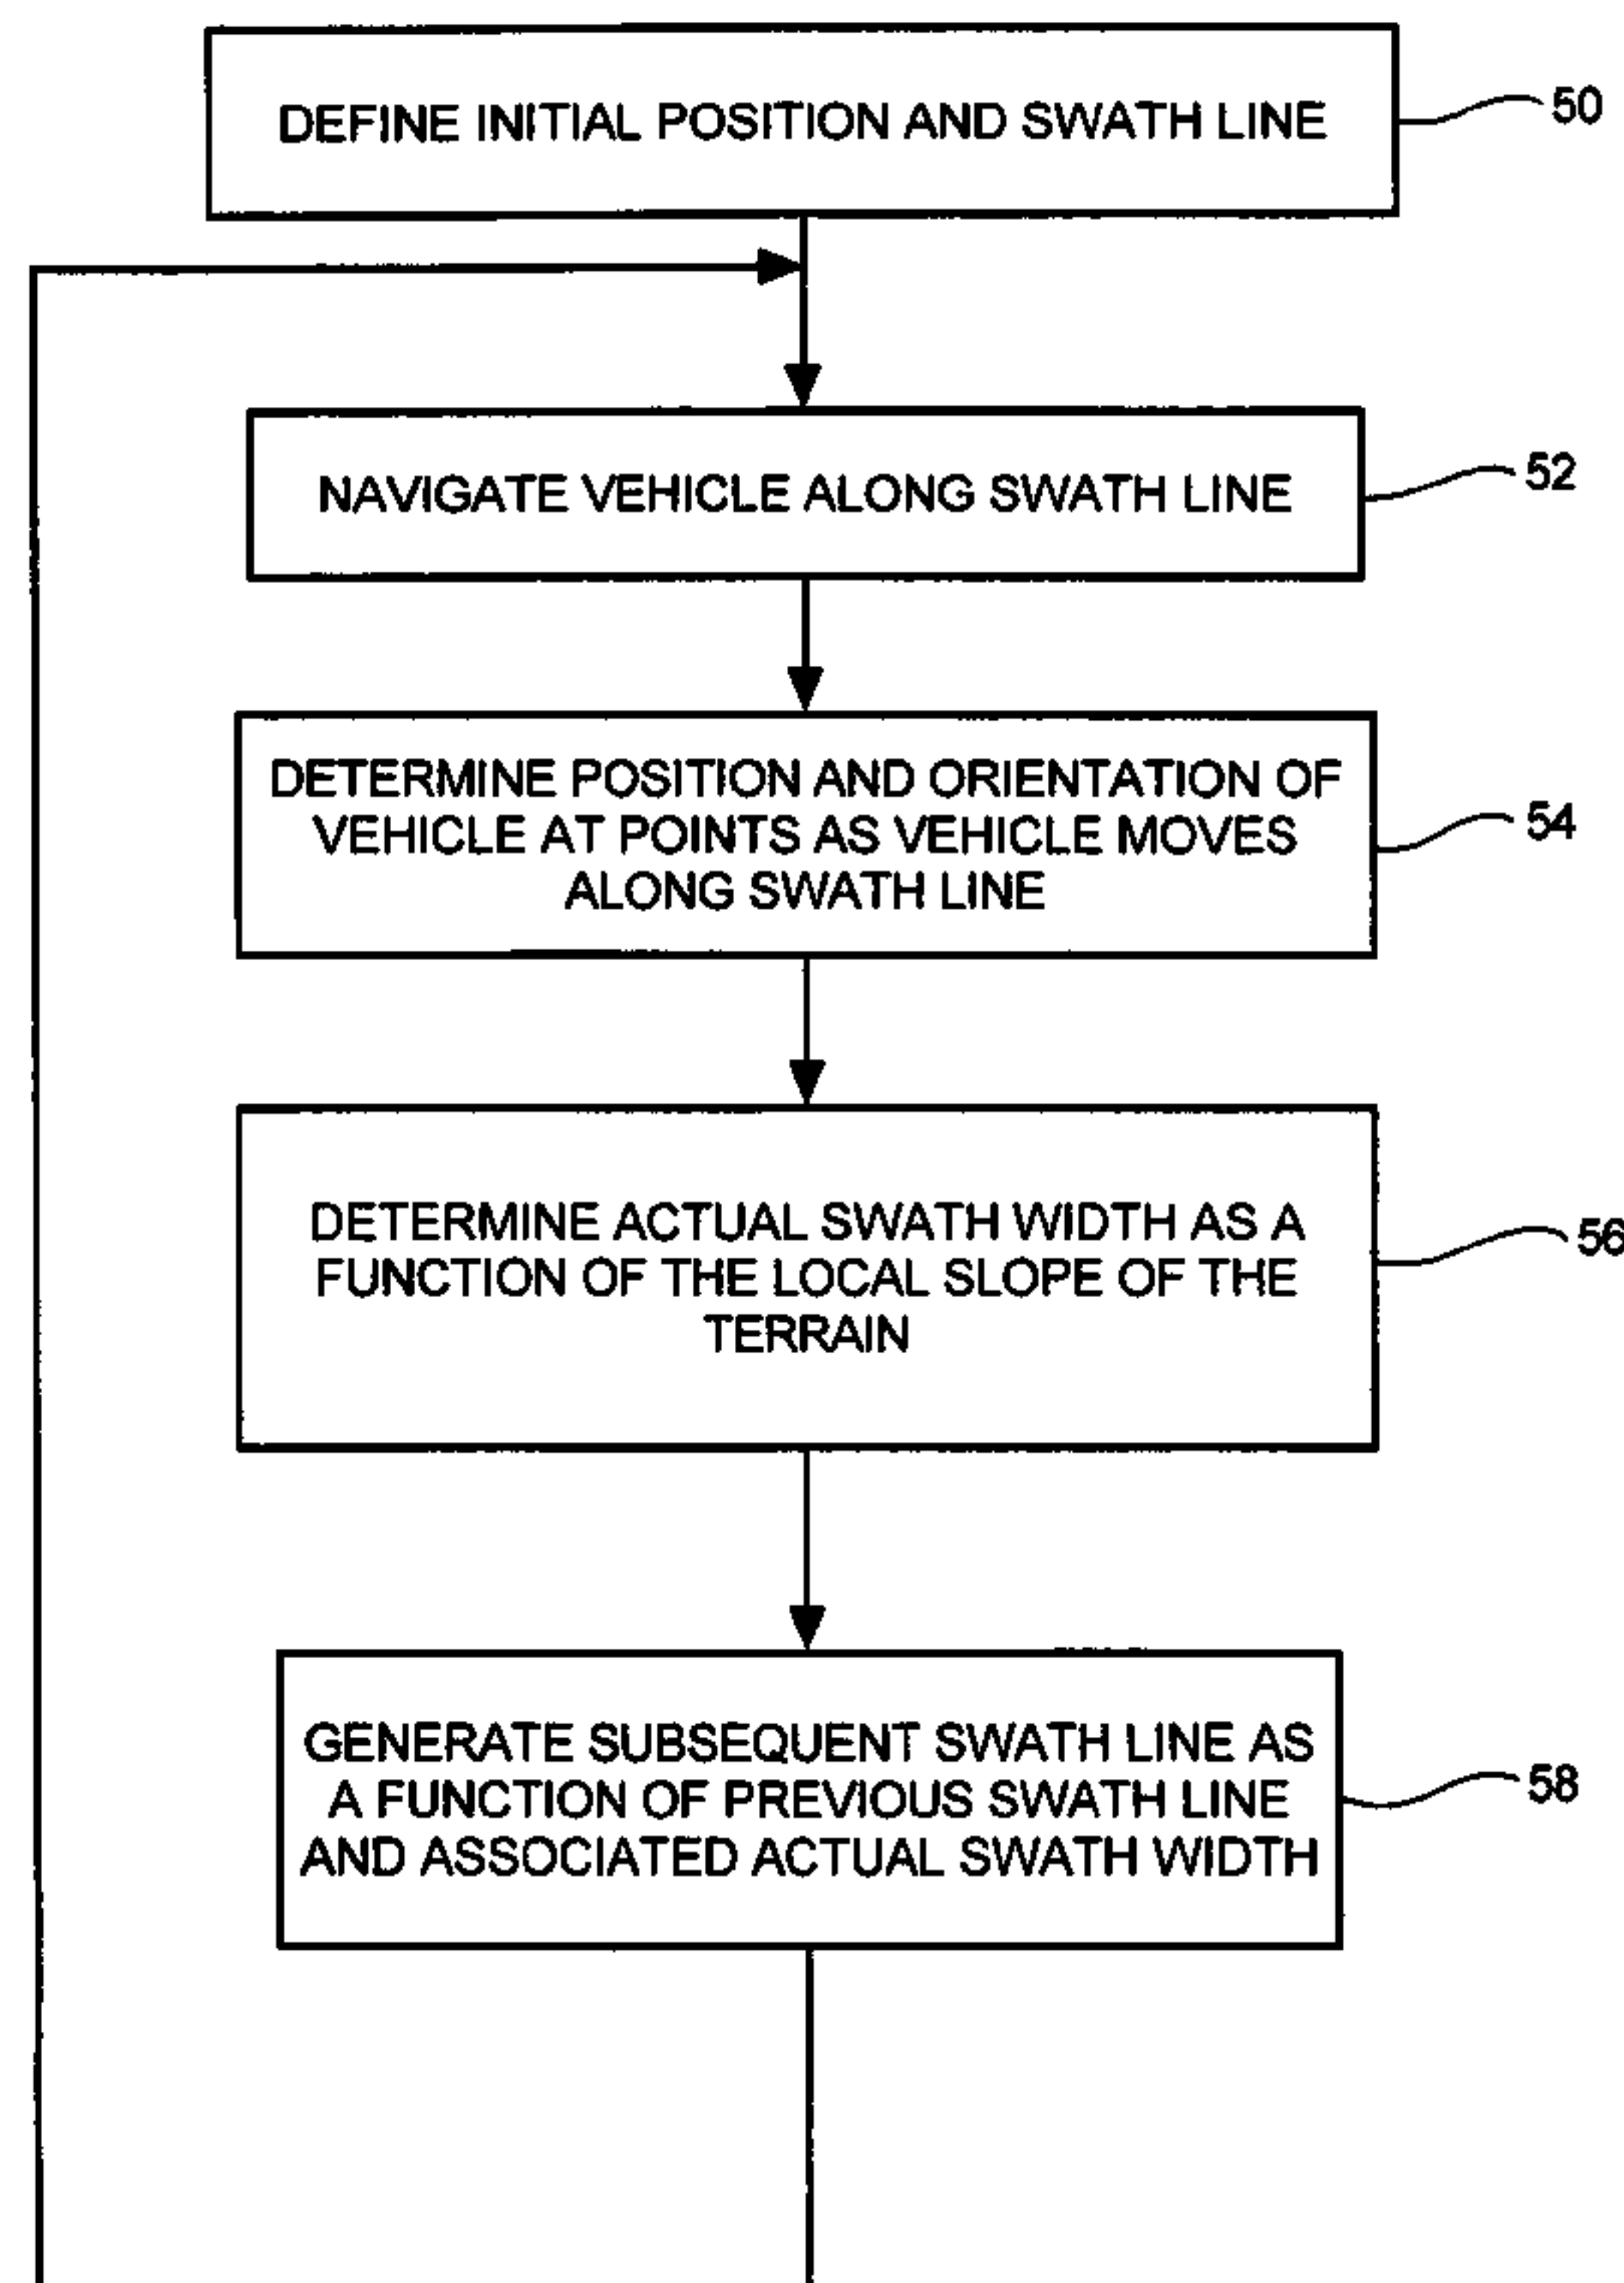 DEFINE INITIAL POSITION AND SWATH LINE
50
NAVIGATE VEHICLE ALONG SWATH LINE
52
DETERMINE POSITION AND ORIENTATION OF
VEHICLE AT POINTS AS VEHICLE MOVES
ALONG SWATH LINE
54
DETERMINE ACTUAL SWATH WIDTH AS A
FUNCTION OF THE LOCAL SLOPE OF THE
TERRAIN
56
GENERATE SUBSEQUENT SWATH LINE AS
A FUNCTION OF PREVIOUS SWATH LINE
AND ASSOCIATED ACTUAL SWATH WIDTH
58